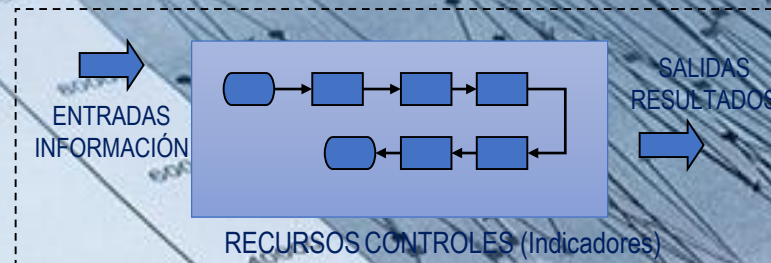 ENTRADAS
INFORMACIÓN
SALIDAS
RESULTADOS
RECURSOS CONTROLES (Indicadores)